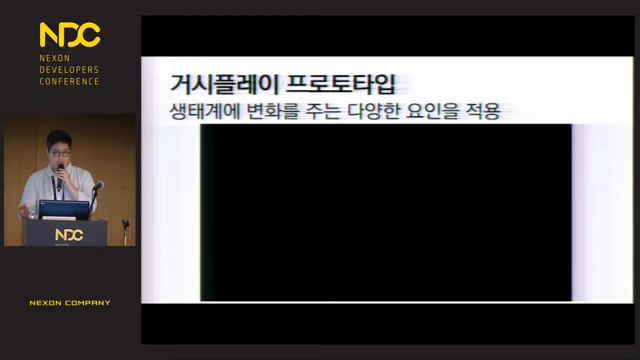 NDC
NEXON
DEVELOPERS
CONFERENCE
거시플레이 프로토타입
생태계에 변화를 주는 다양한 요인을 적용
NDC
NEXON COMPANY